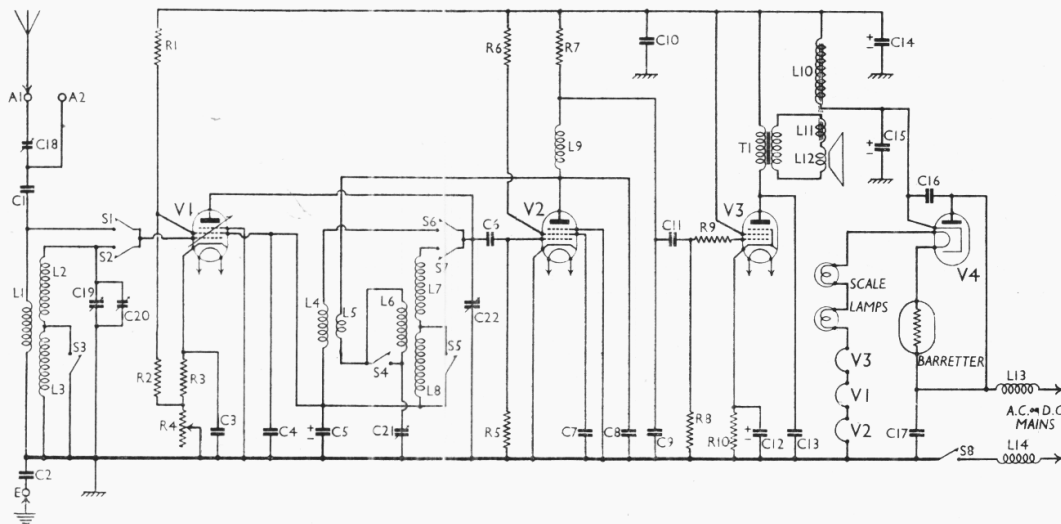 R1
R6
R7
C10
C14
L10
A1
A2
C18
C1
L9
T1
L11
L12
C15
C16
S1
S2
V1
S6
S7
C6
V2
C11
R9
V3
V4
L1
L2
C19
C20
L4
L5
L6
L7
C22
SCALE
LAMPS
S3
L3
S4
L8
S5
V3
BARRETTER
R2
R3
V1
L13
A.C. OR D.C.
MAINS
R4
C3
C4
C5
C21
R5
C7
C8
C9
R8
R10
C12
C13
V2
C17
S8
L14
C2
E